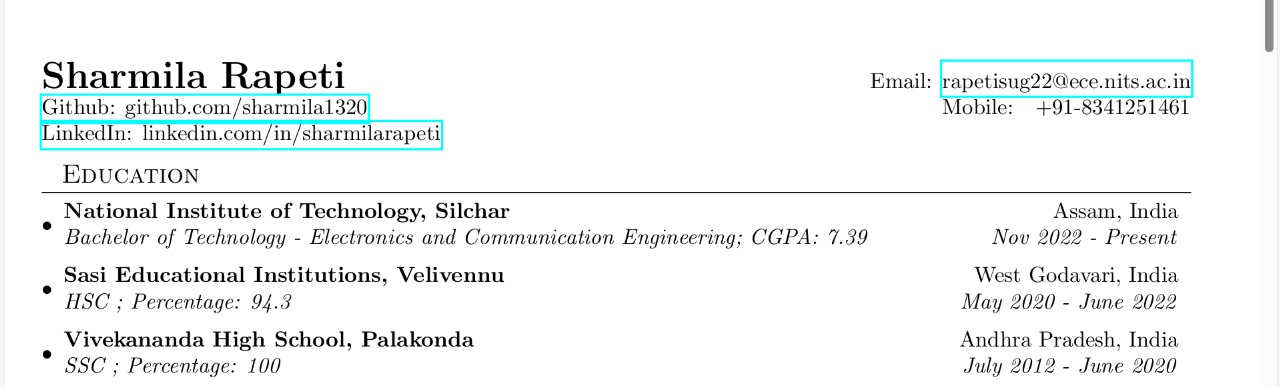 Sharmila Rapeti
Email: rapetisug22@ece.nits.ac.in
Github: github.com/sharmila1320
Mobile: +91-8341251461
LinkedIn: linkedin.com/in/sharmilarapeti
EDUCATION
National Institute of Technology, Silchar Assam, India
Bachelor of Technology - Electronics and Communication Engineering; CGPA: 7.39 Nov 2022 - Present
Sasi Educational Institutions, Velivennu West Godavari, India
HSC ; Percentage: 94.3 May 2020 - June 2022
Vivekananda High School, Palakonda Andhra Pradesh, India
SSC ; Percentage: 100 July 2012 - June 2020